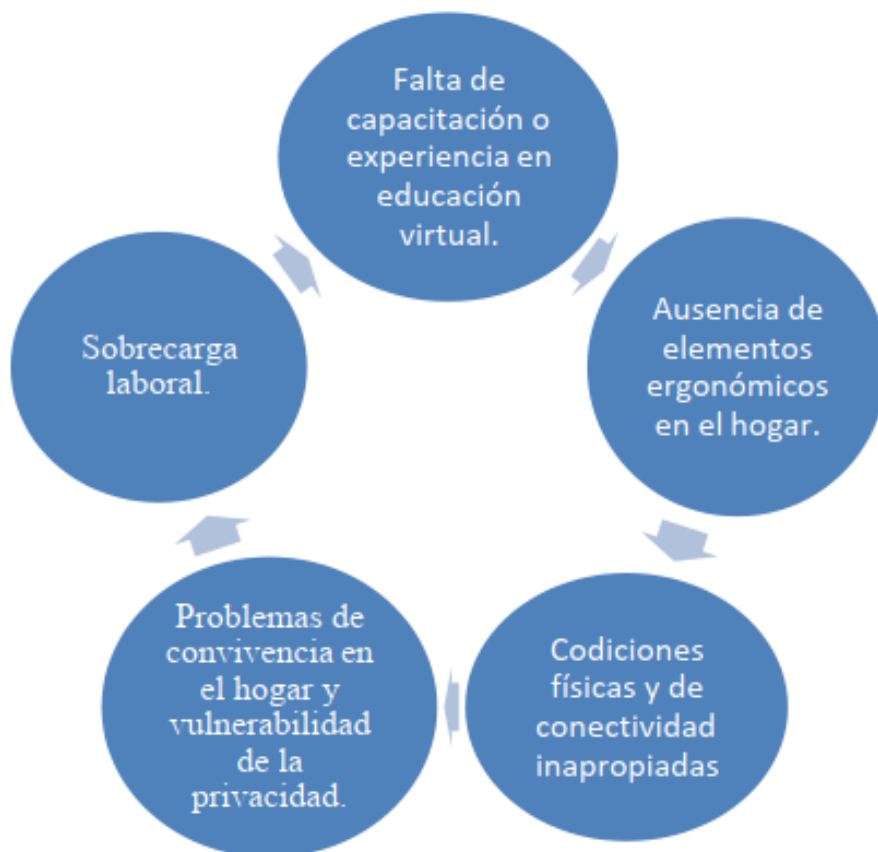 Falta de
capacitación o
experiencia en
educación
virtual.
Ausencia de
elementos
ergonómicos
en el hogar.
Codiciones
físicas y de
conectividad
inapropiadas
Problemas de
convivencia en
el hogar y
vulnerabilidad
de la
privacidad.
Sobrecarga
laboral.